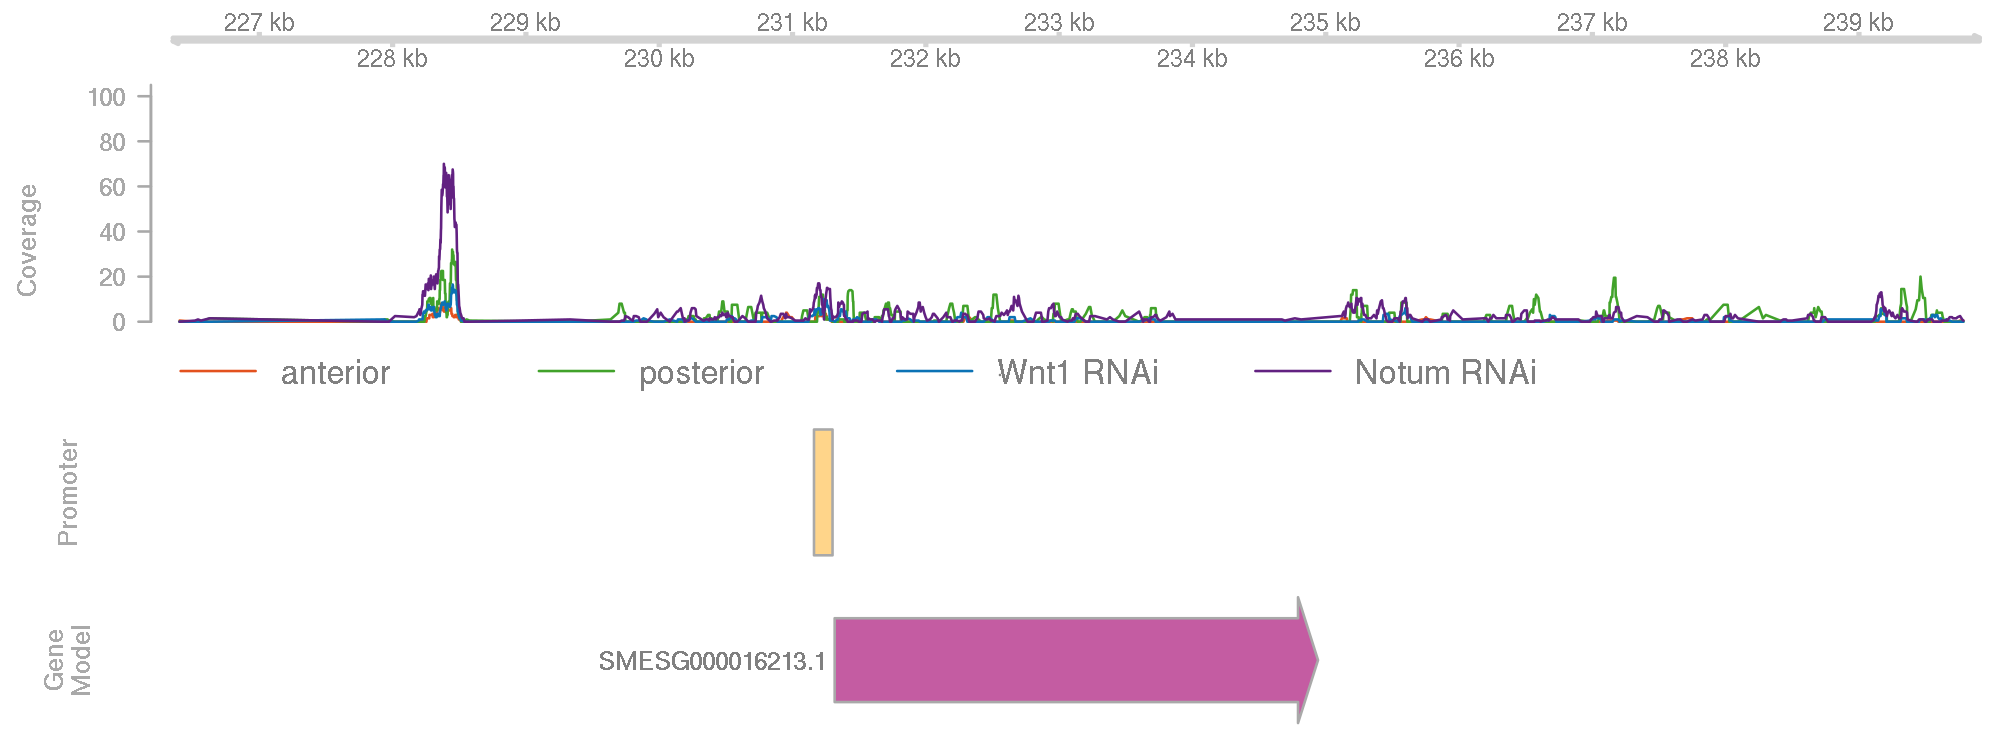 227 kb 229 kb 231 kb 233 kb 235 kb 237 kb 239 kb
228 kb 230 kb 232 kb 234 kb 236 kb 238 kb
100
80
60
40
20
0
Coverage
anterior posterior Wnt1 RNAi Notum RNAi
Promoter
Gene
Model
SMESG000016213.1